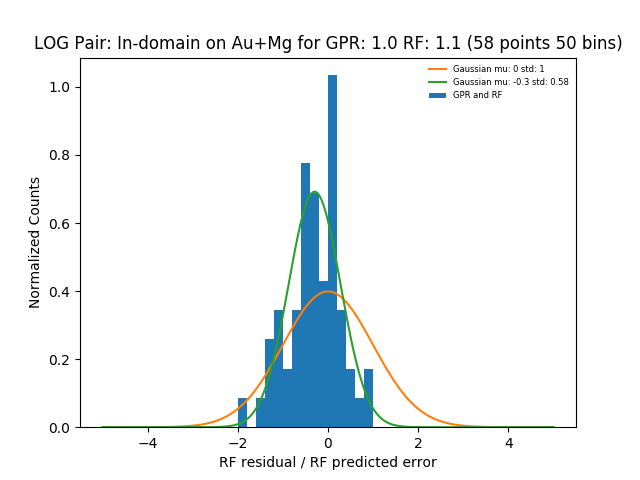 LOG Pair: In-domain on Au+Mg for GPR: 1.0 RF: 1.1 (58 points 50 bins)
Gaussian mu: 0 std: 1
Gaussian mu: -0.3 std: 0.58
GPR and RF
1.0
0.8
0.6
0.4
0.2
0.0
Normalized Counts
−4
−2
0
2
4
RF residual / RF predicted error